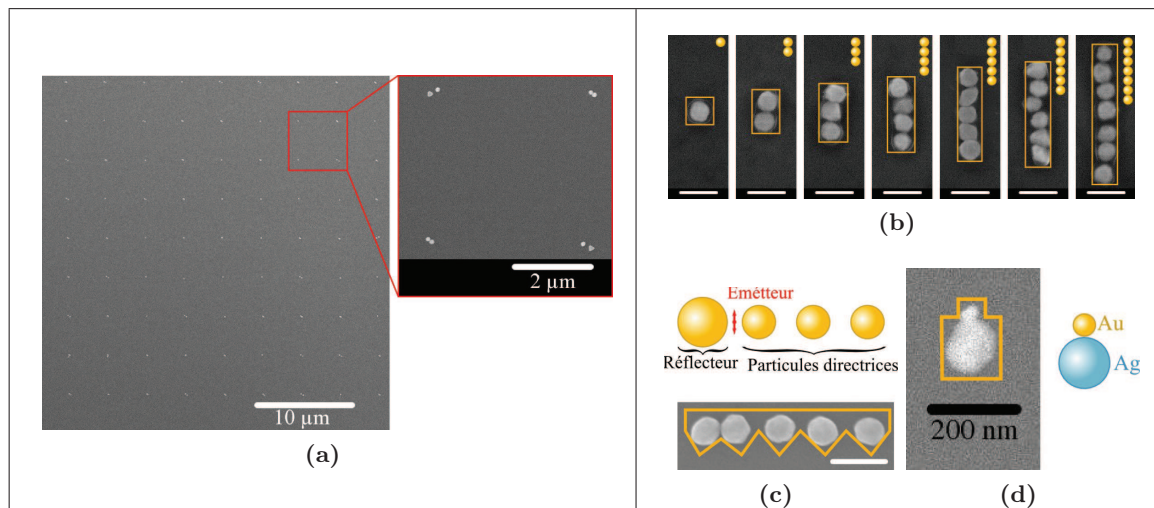 2 µm
10 µm
(a)
(b)
Emétteur
Réflecteur
Particules directrices
(c)
Au
Ag
200 nm
(d)